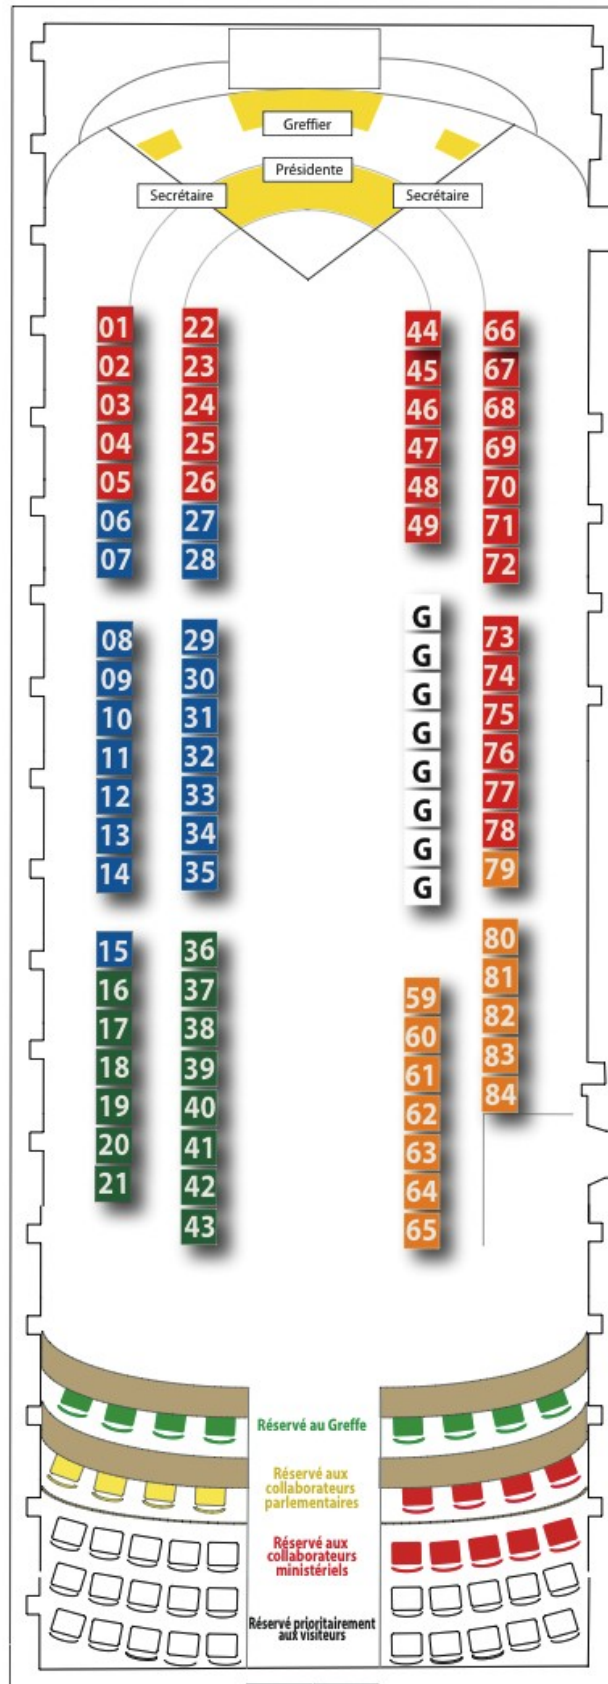 Greffier
Présidente
Secrétaire
Secrétaire
01 22 44 66
02 23 45 67
03 24 46 68
04 25 47 69
05 26 48 70
06 27 49 71
07 28 72
G
08 29 G 73
09 30 G 74
10 31 G 75
11 32 G 76
12 33 G 77
13 34 G 78
14 35 G 79
15 36 80
16 37 59 81
17 38 60 82
18 39 61 83
19 40 62 84
20 41 63
21 42 64
43 65
Réservé au Greffe
Réservé aux
collaborateurs
parlementaires
Réservé aux
collaborateurs
ministériels
Réservé prioritairement
aux visiteurs